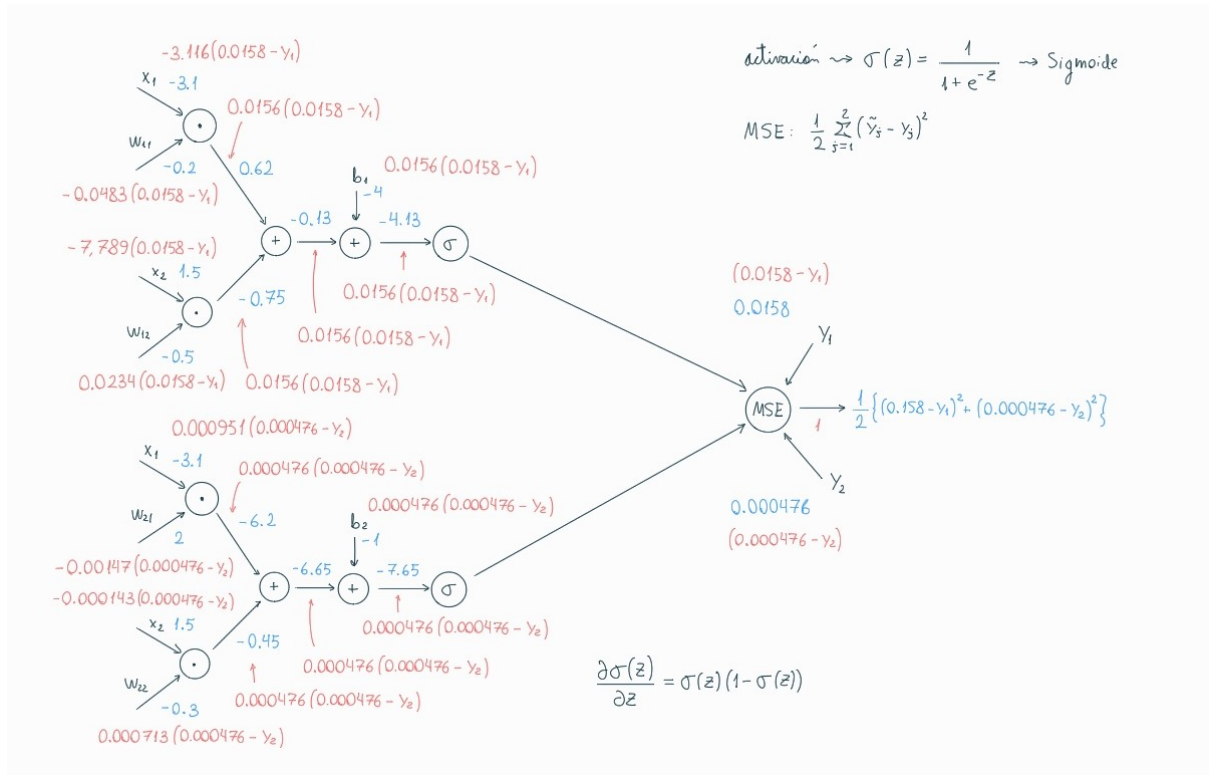 activación ⇝ σ(z) = 1 / (1 + e^-z) ⇝ Sigmoide
MSE: 1/2 Σ_{j=1}^{2} (ỹ_j - y_j)^2
-3.116(0.0158-y₁)
x₁ -3.1
0.0156(0.0158-y₁)
·
w₁₁
-0.2
0.62
-0.0483(0.0158-y₁)
b₁
-4
0.0156(0.0158-y₁)
+
-0.13
+
-4.13
σ
-7,789(0.0158-y₁)
x₂ 1.5
-0.75
0.0156(0.0158-y₁)
·
w₁₂
-0.5
0.0156(0.0158-y₁)
0.0234(0.0158-y₁)
0.0156(0.0158-y₁)
(0.0158-y₁)
0.0158
y₁
MSE
1
1/2 {(0.158-y₁)²+(0.000476-y₂)²}
y₂
0.000476
(0.000476-y₂)
0.000951(0.000476-y₂)
x₁ -3.1
0.000476(0.000476-y₂)
·
w₂₁
2
-6.2
b₂
-1
0.000476(0.000476-y₂)
-0.00147(0.000476-y₂)
+
-6.65
+
-7.65
σ
-0.000143(0.000476-y₂)
x₂ 1.5
-0.45
0.000476(0.000476-y₂)
·
0.000476(0.000476-y₂)
w₂₂
-0.3
0.000476(0.000476-y₂)
0.000713(0.000476-y₂)
∂σ(z)/∂z = σ(z)(1-σ(z))